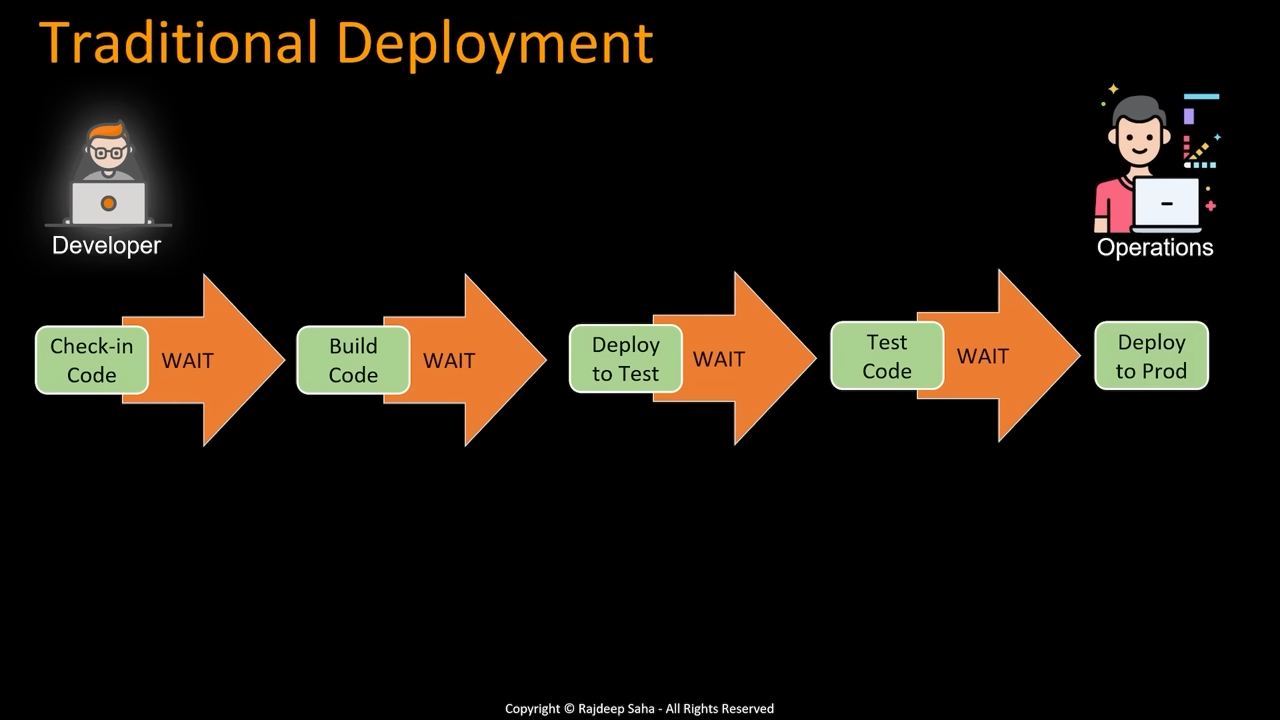 Traditional Deployment
Developer
Operations
Check-in
Code
WAIT
Build
Code
WAIT
Deploy
to Test
WAIT
Test
Code
WAIT
Deploy
to Prod
Copyright © Rajdeep Saha - All Rights Reserved